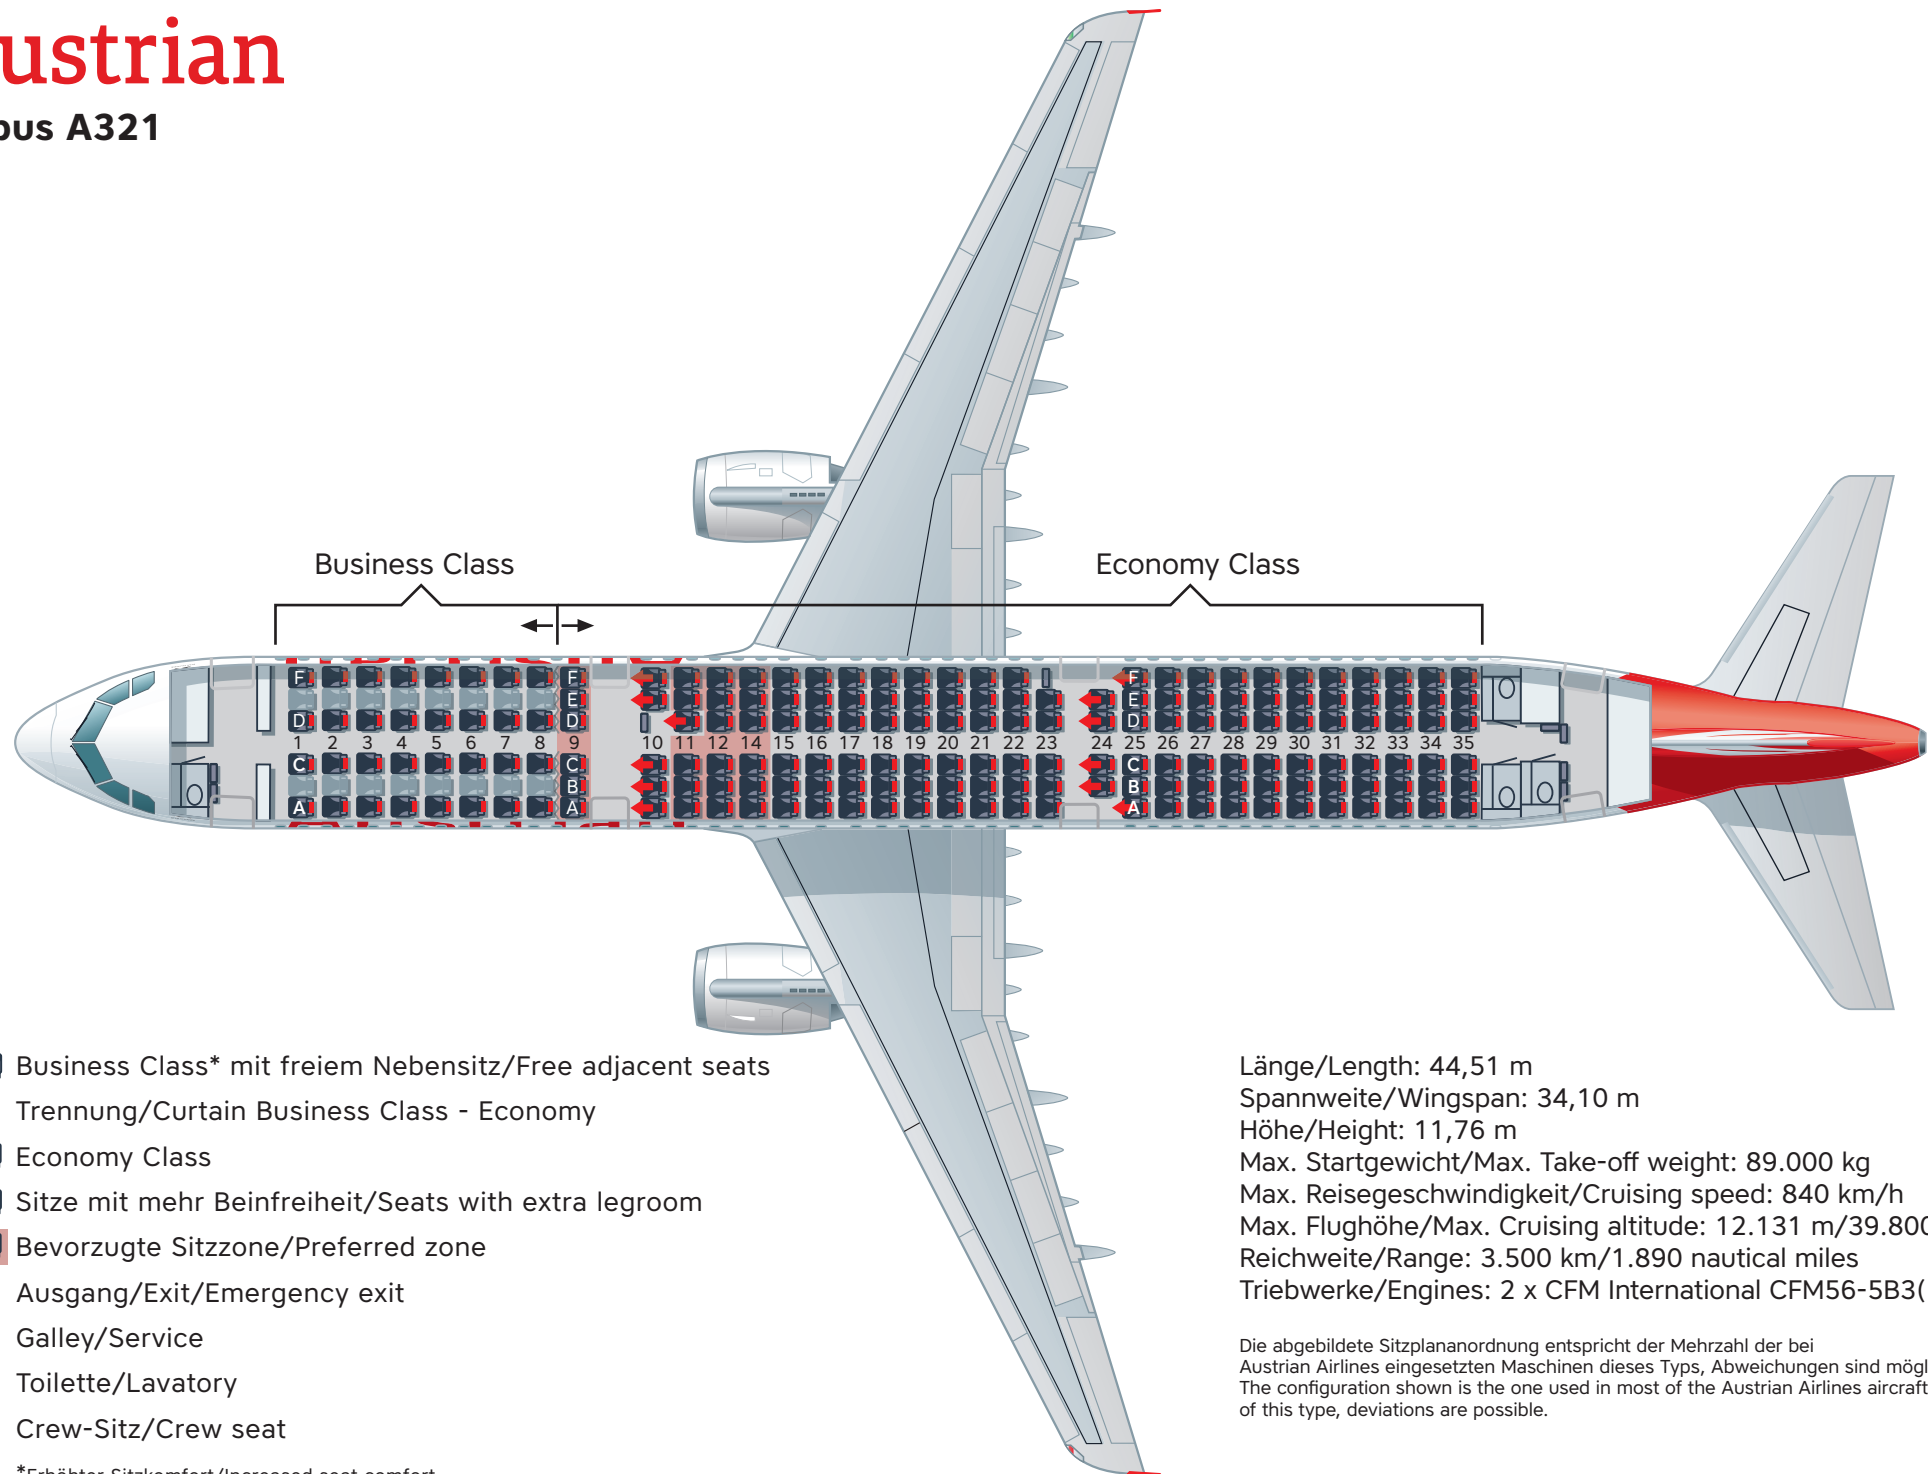 ustrian
bus A321
Business Class
Economy Class
F F F
E E
D D D
1 2 3 4 5 6 7 8 9 10 11 12 14 15 16 17 18 19 20 21 22 23 24 25 26 27 28 29 30 31 32 33 34 35
C C C
B B
A A A
Business Class* mit freiem Nebensitz/Free adjacent seats
Trennung/Curtain Business Class - Economy
Economy Class
Sitze mit mehr Beinfreiheit/Seats with extra legroom
Bevorzugte Sitzzone/Preferred zone
Ausgang/Exit/Emergency exit
Galley/Service
Toilette/Lavatory
Crew-Sitz/Crew seat
*Erhöhter Sitzkomfort/Increased seat comfort
Länge/Length: 44,51 m
Spannweite/Wingspan: 34,10 m
Höhe/Height: 11,76 m
Max. Startgewicht/Max. Take-off weight: 89.000 kg
Max. Reisegeschwindigkeit/Cruising speed: 840 km/h
Max. Flughöhe/Max. Cruising altitude: 12.131 m/39.800
Reichweite/Range: 3.500 km/1.890 nautical miles
Triebwerke/Engines: 2 x CFM International CFM56-5B3(
Die abgebildete Sitzplananordnung entspricht der Mehrzahl der bei
Austrian Airlines eingesetzten Maschinen dieses Typs, Abweichungen sind mögl
The configuration shown is the one used in most of the Austrian Airlines aircraft
of this type, deviations are possible.